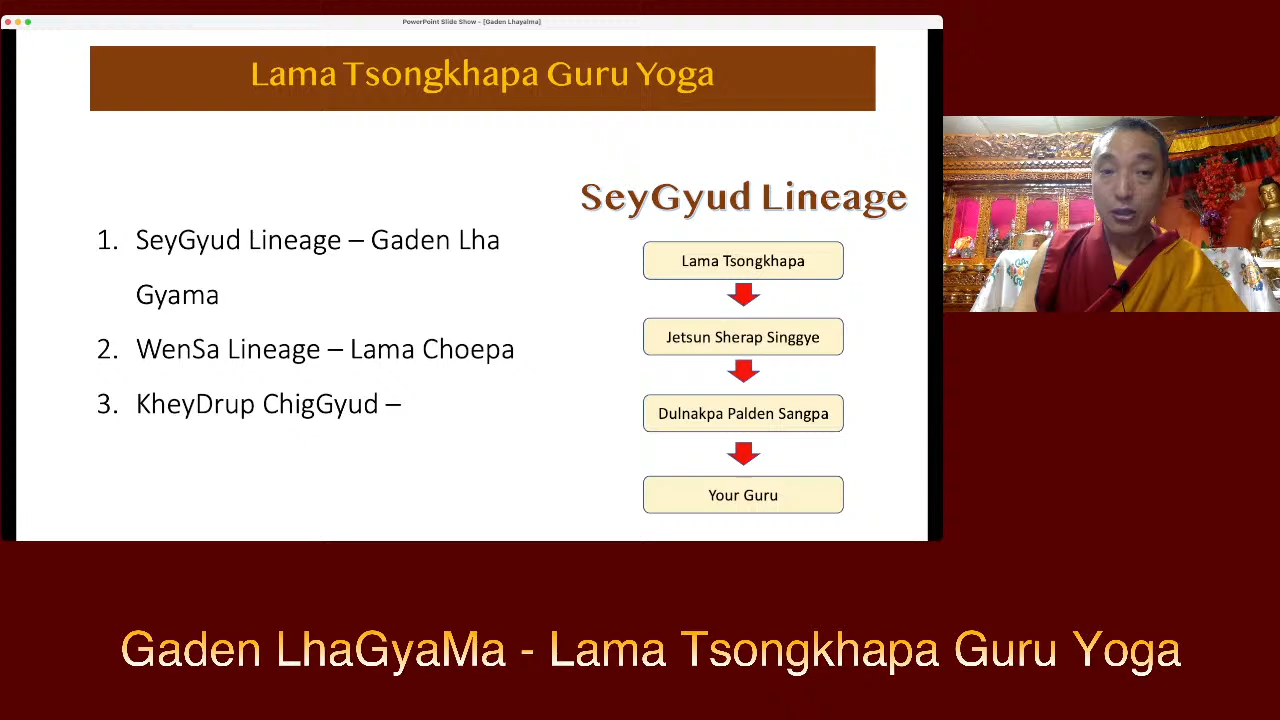 PowerPoint Slide Show - [Gaden Lhayalma]
Lama Tsongkhapa Guru Yoga
1. SeyGyud Lineage – Gaden Lha
Gyama
2. WenSa Lineage – Lama Choepa
3. KheyDrup ChigGyud –
SeyGyud Lineage
Lama Tsongkhapa
Jetsun Sherap Singgye
Dulnakpa Palden Sangpa
Your Guru
Gaden LhaGyaMa - Lama Tsongkhapa Guru Yoga